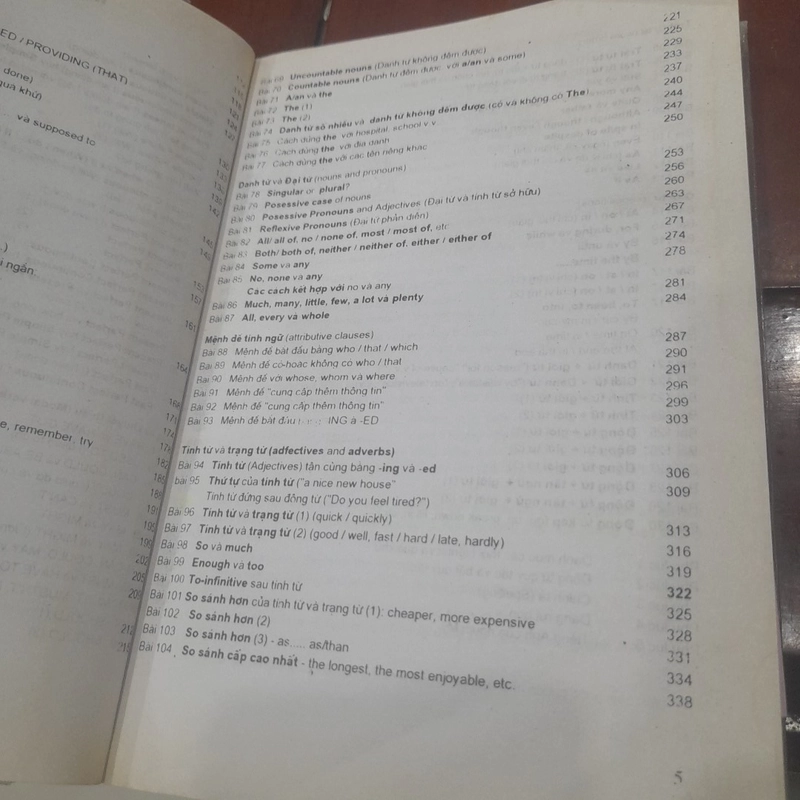 ED / PROVIDING (THAT)
done)
quá khứ)
và supposed to
i ngắn.
e, remember, try
Bài 69 Uncountable nouns (Danh từ không đếm được)
Bài 70 Countable nouns (Danh từ đếm được, với a/an và some)
Bài 71 A/an và the
Bài 72 The (1)
Bài 73 The (2)
Bài 74 Danh từ số nhiều và danh từ không đếm được (có và không có The)
Bài 75 Cách dùng the với hospital, school v.v
Bài 76 Cách dùng the với địa danh
Bài 77 Cách dùng the với các tên riêng khác
221
225
229
233
237
240
244
247
250
Danh từ và Đại từ (nouns and pronouns)
Bài 78 Singular or plural?
Bài 79 Posessive case of nouns
Bài 80 Posessive Pronouns and Adjectives (Đại từ và tính từ sở hữu)
Bài 81 Reflexive Pronouns (Đại từ phản diễn)
Bài 82 All/ all of, no / none of, most / most of, etc
Bài 83 Both/ both of, neither / neither of. either / either of
Bài 84 Some và any
Bài 85 No, none và any
Các cách kết hợp với no và any
Bài 86 Much, many, little, few, a lot và plenty
Bài 87 All, every và whole
253
256
260
263
267
271
274
278
281
284
Mệnh đề tính ngữ (attributive clauses)
Bài 88 Mệnh đề bắt đầu bằng who / that / which
Bài 89 Mệnh đề có hoặc không có who / that
Bài 90 Mệnh đề với whose, whom và where
Bài 91 Mệnh đề "cung cấp thêm thông tin"
Bài 92 Mệnh đề "cung cấp thêm thông tin"
Bài 93 Mệnh đề bắt đầu -ING à -ED
287
290
291
296
299
303
Tính từ và trạng từ (adfectives and adverbs)
Bài 94 Tính từ (Adjectives) tận cùng bằng -ing và -ed
bài 95 Thứ tự của tính từ ("a nice new house"
Tính từ đứng sau động từ ("Do you feel tired?")
Bài 96 Tính từ và trạng từ (1) (quick / quickly)
Bài 97 Tính từ và trạng từ (2) (good / well, fast / hard / late, hardly)
Bài 98 So và much
Bài 99 Enough và too
Bài 100 To-infinitive sau tính từ
Bài 101 So sánh hơn của tính từ và trạng từ (1): cheaper, more expensive
Bài 102 So sánh hơn (2)
Bài 103 So sánh hơn (3) - as..... as/than
Bài 104 So sánh cấp cao nhất - the longest, the most enjoyable, etc.
306
309
313
316
319
322
325
328
331
334
338
5